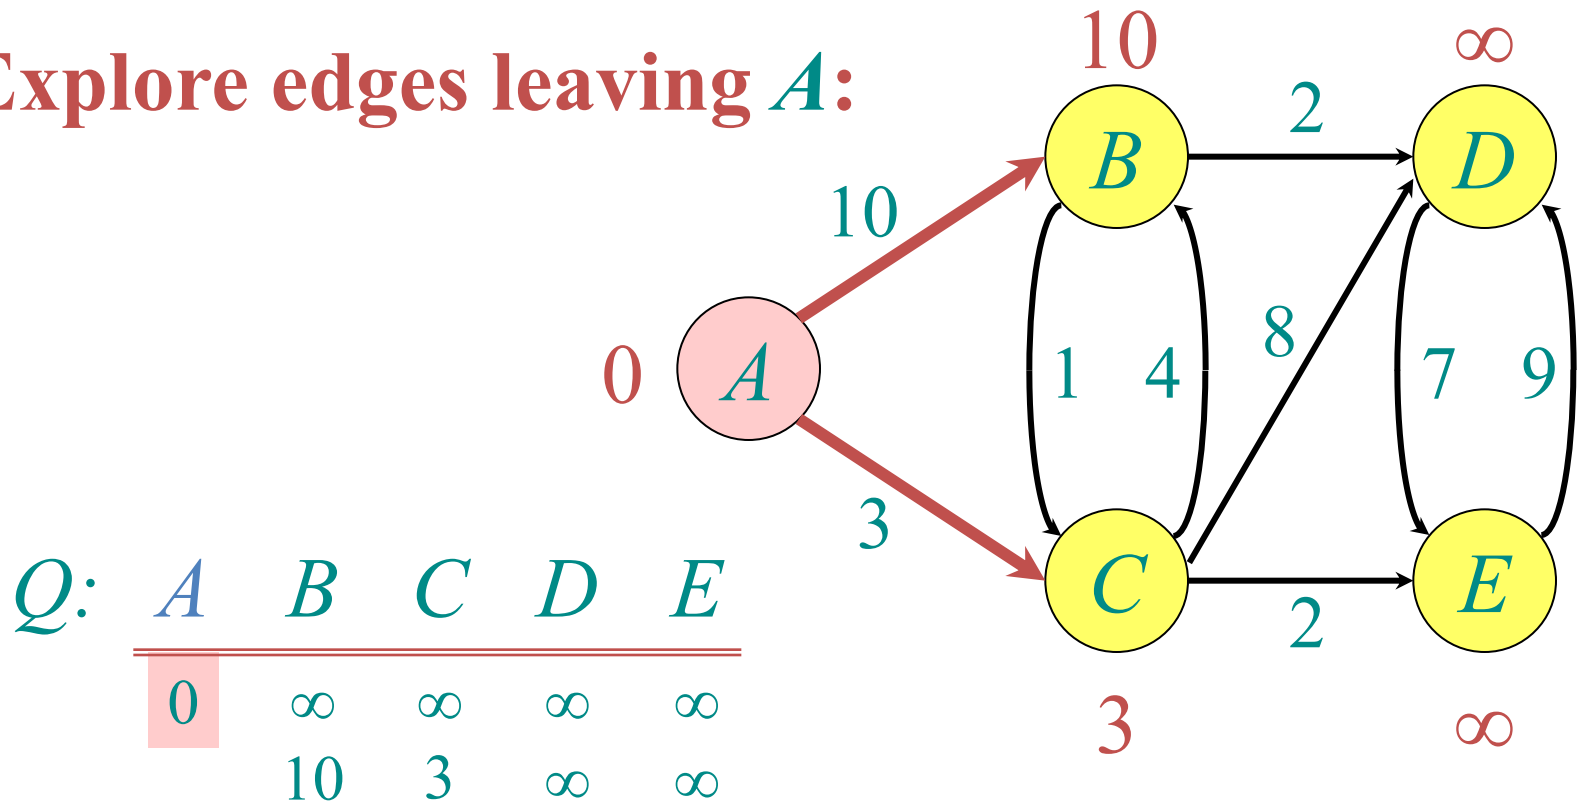 Explore edges leaving A:
10 ∞
B 2 D
10
0 A 1 4 8 7 9
3
C 2 E
3 ∞
Q: A B C D E
0 ∞ ∞ ∞ ∞
10 3 ∞ ∞